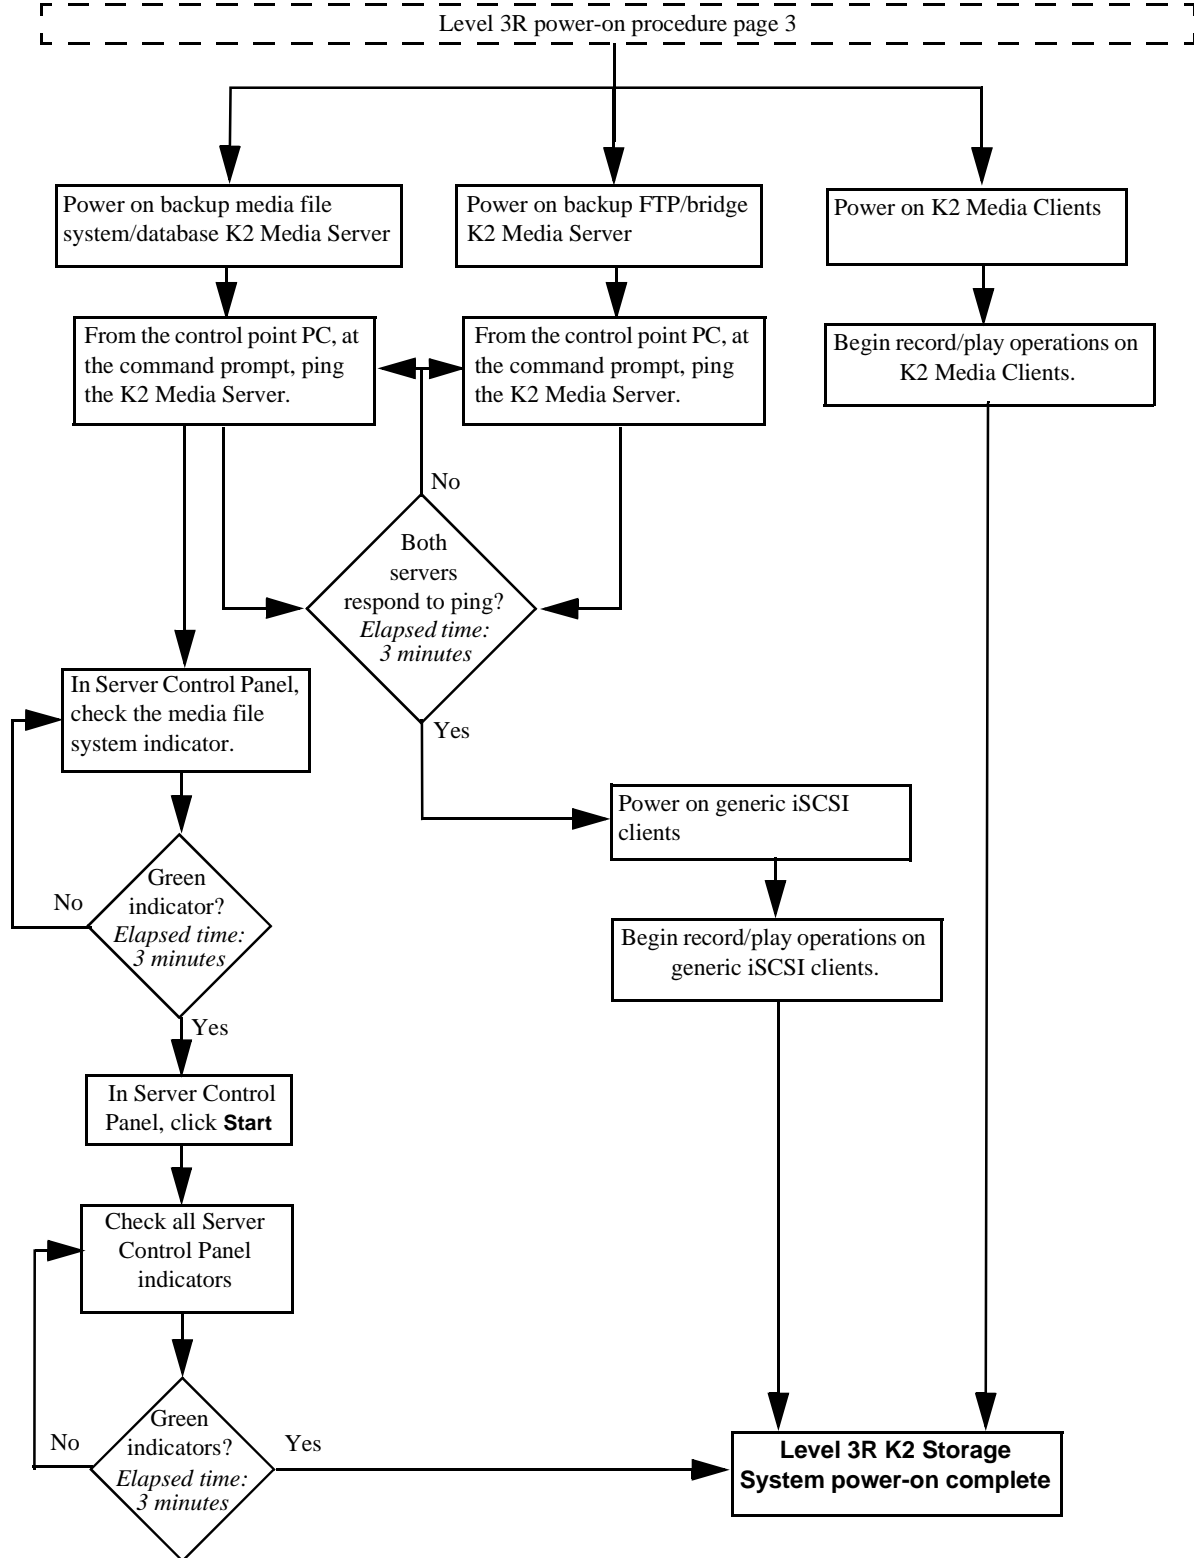 Level 3R power-on procedure page 3
Power on backup media file
system/database K2 Media Server
Power on backup FTP/bridge
K2 Media Server
Power on K2 Media Clients
From the control point PC, at
the command prompt, ping
the K2 Media Server.
From the control point PC, at
the command prompt, ping
the K2 Media Server.
Begin record/play operations on
K2 Media Clients.
No
Both
servers
respond to ping?
Elapsed time:
3 minutes
Yes
In Server Control Panel,
check the media file
system indicator.
Power on generic iSCSI
clients
No
Green
indicator?
Elapsed time:
3 minutes
Yes
Begin record/play operations on
generic iSCSI clients.
In Server Control
Panel, click Start
Check all Server
Control Panel
indicators
No
Green
indicators?
Elapsed time:
3 minutes
Yes
Level 3R K2 Storage
System power-on complete